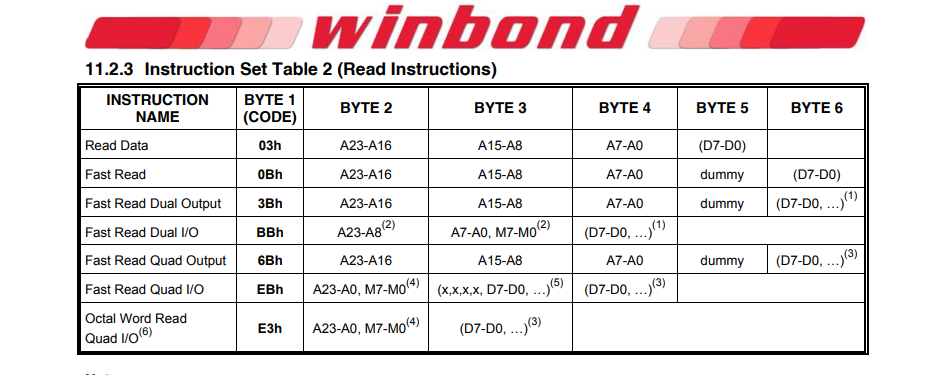 winbond
11.2.3 Instruction Set Table 2 (Read Instructions)
INSTRUCTION NAME BYTE 1 (CODE) BYTE 2 BYTE 3 BYTE 4 BYTE 5 BYTE 6
Read Data 03h A23-A16 A15-A8 A7-A0 (D7-D0)
Fast Read 0Bh A23-A16 A15-A8 A7-A0 dummy (D7-D0)
Fast Read Dual Output 3Bh A23-A16 A15-A8 A7-A0 dummy (D7-D0, …)(1)
Fast Read Dual I/O BBh A23-A8(2) A7-A0, M7-M0(2) (D7-D0, …)(1)
Fast Read Quad Output 6Bh A23-A16 A15-A8 A7-A0 dummy (D7-D0, …)(3)
Fast Read Quad I/O EBh A23-A0, M7-M0(4) (x,x,x,x, D7-D0, …)(5) (D7-D0, …)(3)
Octal Word Read
Quad I/O(6) E3h A23-A0, M7-M0(4) (D7-D0, …)(3)